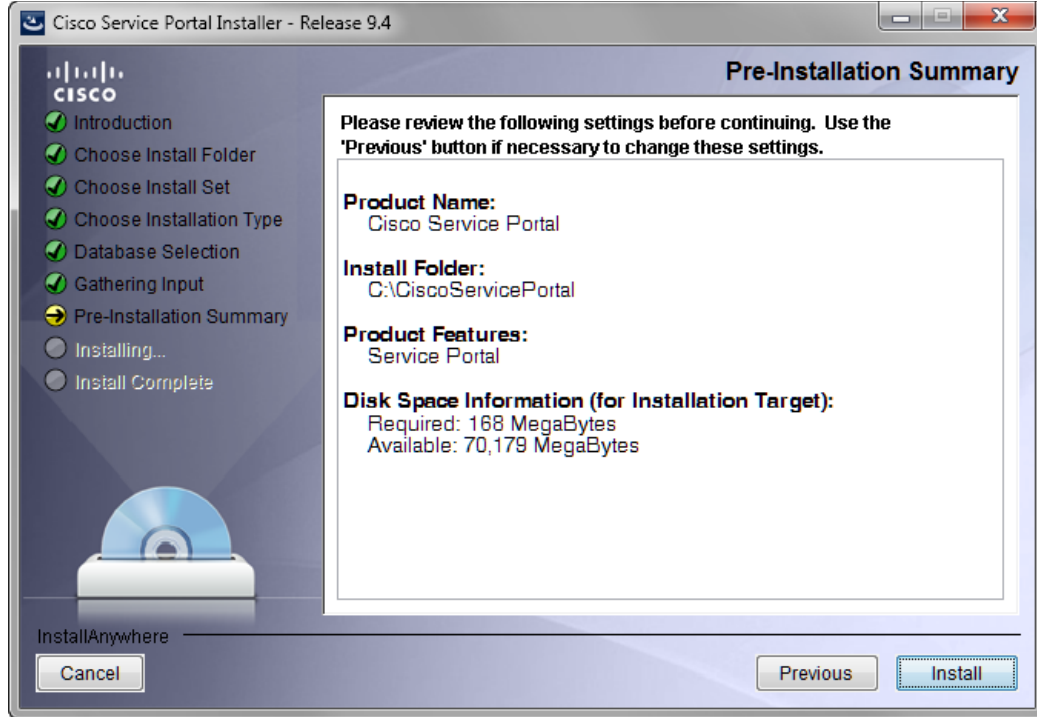 Cisco Service Portal Installer - Release 9.4
CISCO
Pre-Installation Summary
Introduction
Choose Install Folder
Choose Install Set
Choose Installation Type
Database Selection
Gathering Input
Pre-Installation Summary
Installing...
Install Complete
Please review the following settings before continuing. Use the
'Previous' button if necessary to change these settings.
Product Name:
Cisco Service Portal
Install Folder:
C:\CiscoServicePortal
Product Features:
Service Portal
Disk Space Information (for Installation Target):
Required: 168 MegaBytes
Available: 70,179 MegaBytes
InstallAnywhere
Cancel
Previous
Install